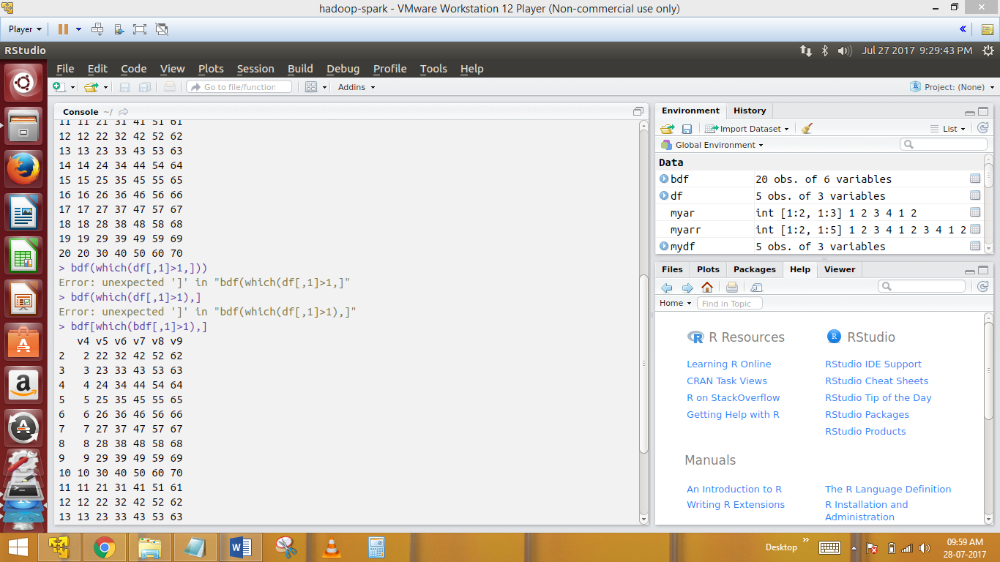 hadoop-spark - VMware Workstation 12 Player (Non-commercial use only)
Player
RStudio
Jul 27 2017 9:29:43 PM
File Edit Code View Plots Session Build Debug Profile Tools Help
Go to file/function
Addins
Project: (None)
Console ~/
11 11 21 31 41 51 61
12 12 22 32 42 52 62
13 13 23 33 43 53 63
14 14 24 34 44 54 64
15 15 25 35 45 55 65
16 16 26 36 46 56 66
17 17 27 37 47 57 67
18 18 28 38 48 58 68
19 19 29 39 49 59 69
20 20 30 40 50 60 70
> bdf(which(df[,1]>1,]))
Error: unexpected ']' in "bdf(which(df[,1]>1,]"
> bdf(which(df[,1]>1),]
Error: unexpected ']' in "bdf(which(df[,1]>1),]"
> bdf[which(bdf[,1]>1),]
v4 v5 v6 v7 v8 v9
2 2 22 32 42 52 62
3 3 23 33 43 53 63
4 4 24 34 44 54 64
5 5 25 35 45 55 65
6 6 26 36 46 56 66
7 7 27 37 47 57 67
8 8 28 38 48 58 68
9 9 29 39 49 59 69
10 10 30 40 50 60 70
11 11 21 31 41 51 61
12 12 22 32 42 52 62
13 13 23 33 43 53 63
Environment History
Import Dataset
List
Global Environment
Data
bdf 20 obs. of 6 variables
df 5 obs. of 3 variables
myar int [1:2, 1:3] 1 2 3 4 1 2
myarr int [1:2, 1:5] 1 2 3 4 1 2 3 4 1 2
mydf 5 obs. of 3 variables
Files Plots Packages Help Viewer
Home
Find in Topic
R Resources
Learning R Online
CRAN Task Views
R on StackOverflow
Getting Help with R
RStudio
RStudio IDE Support
RStudio Cheat Sheets
RStudio Tip of the Day
RStudio Packages
RStudio Products
Manuals
An Introduction to R
Writing R Extensions
The R Language Definition
R Installation and
Administration
Desktop
09:59 AM
28-07-2017